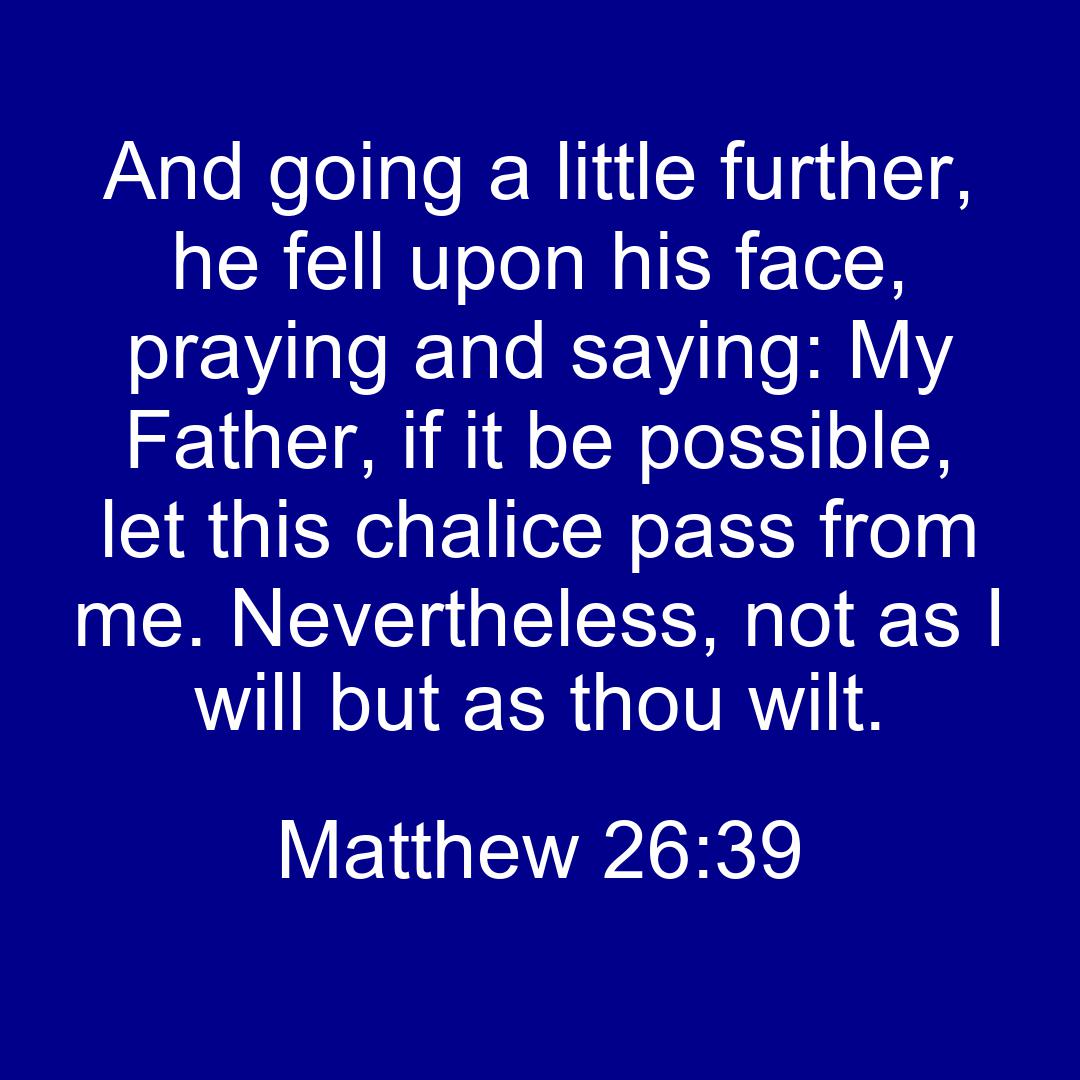 And going a little further,
he fell upon his face,
praying and saying: My
Father, if it be possible,
let this chalice pass from
me. Nevertheless, not as I
will but as thou wilt.
Matthew 26:39